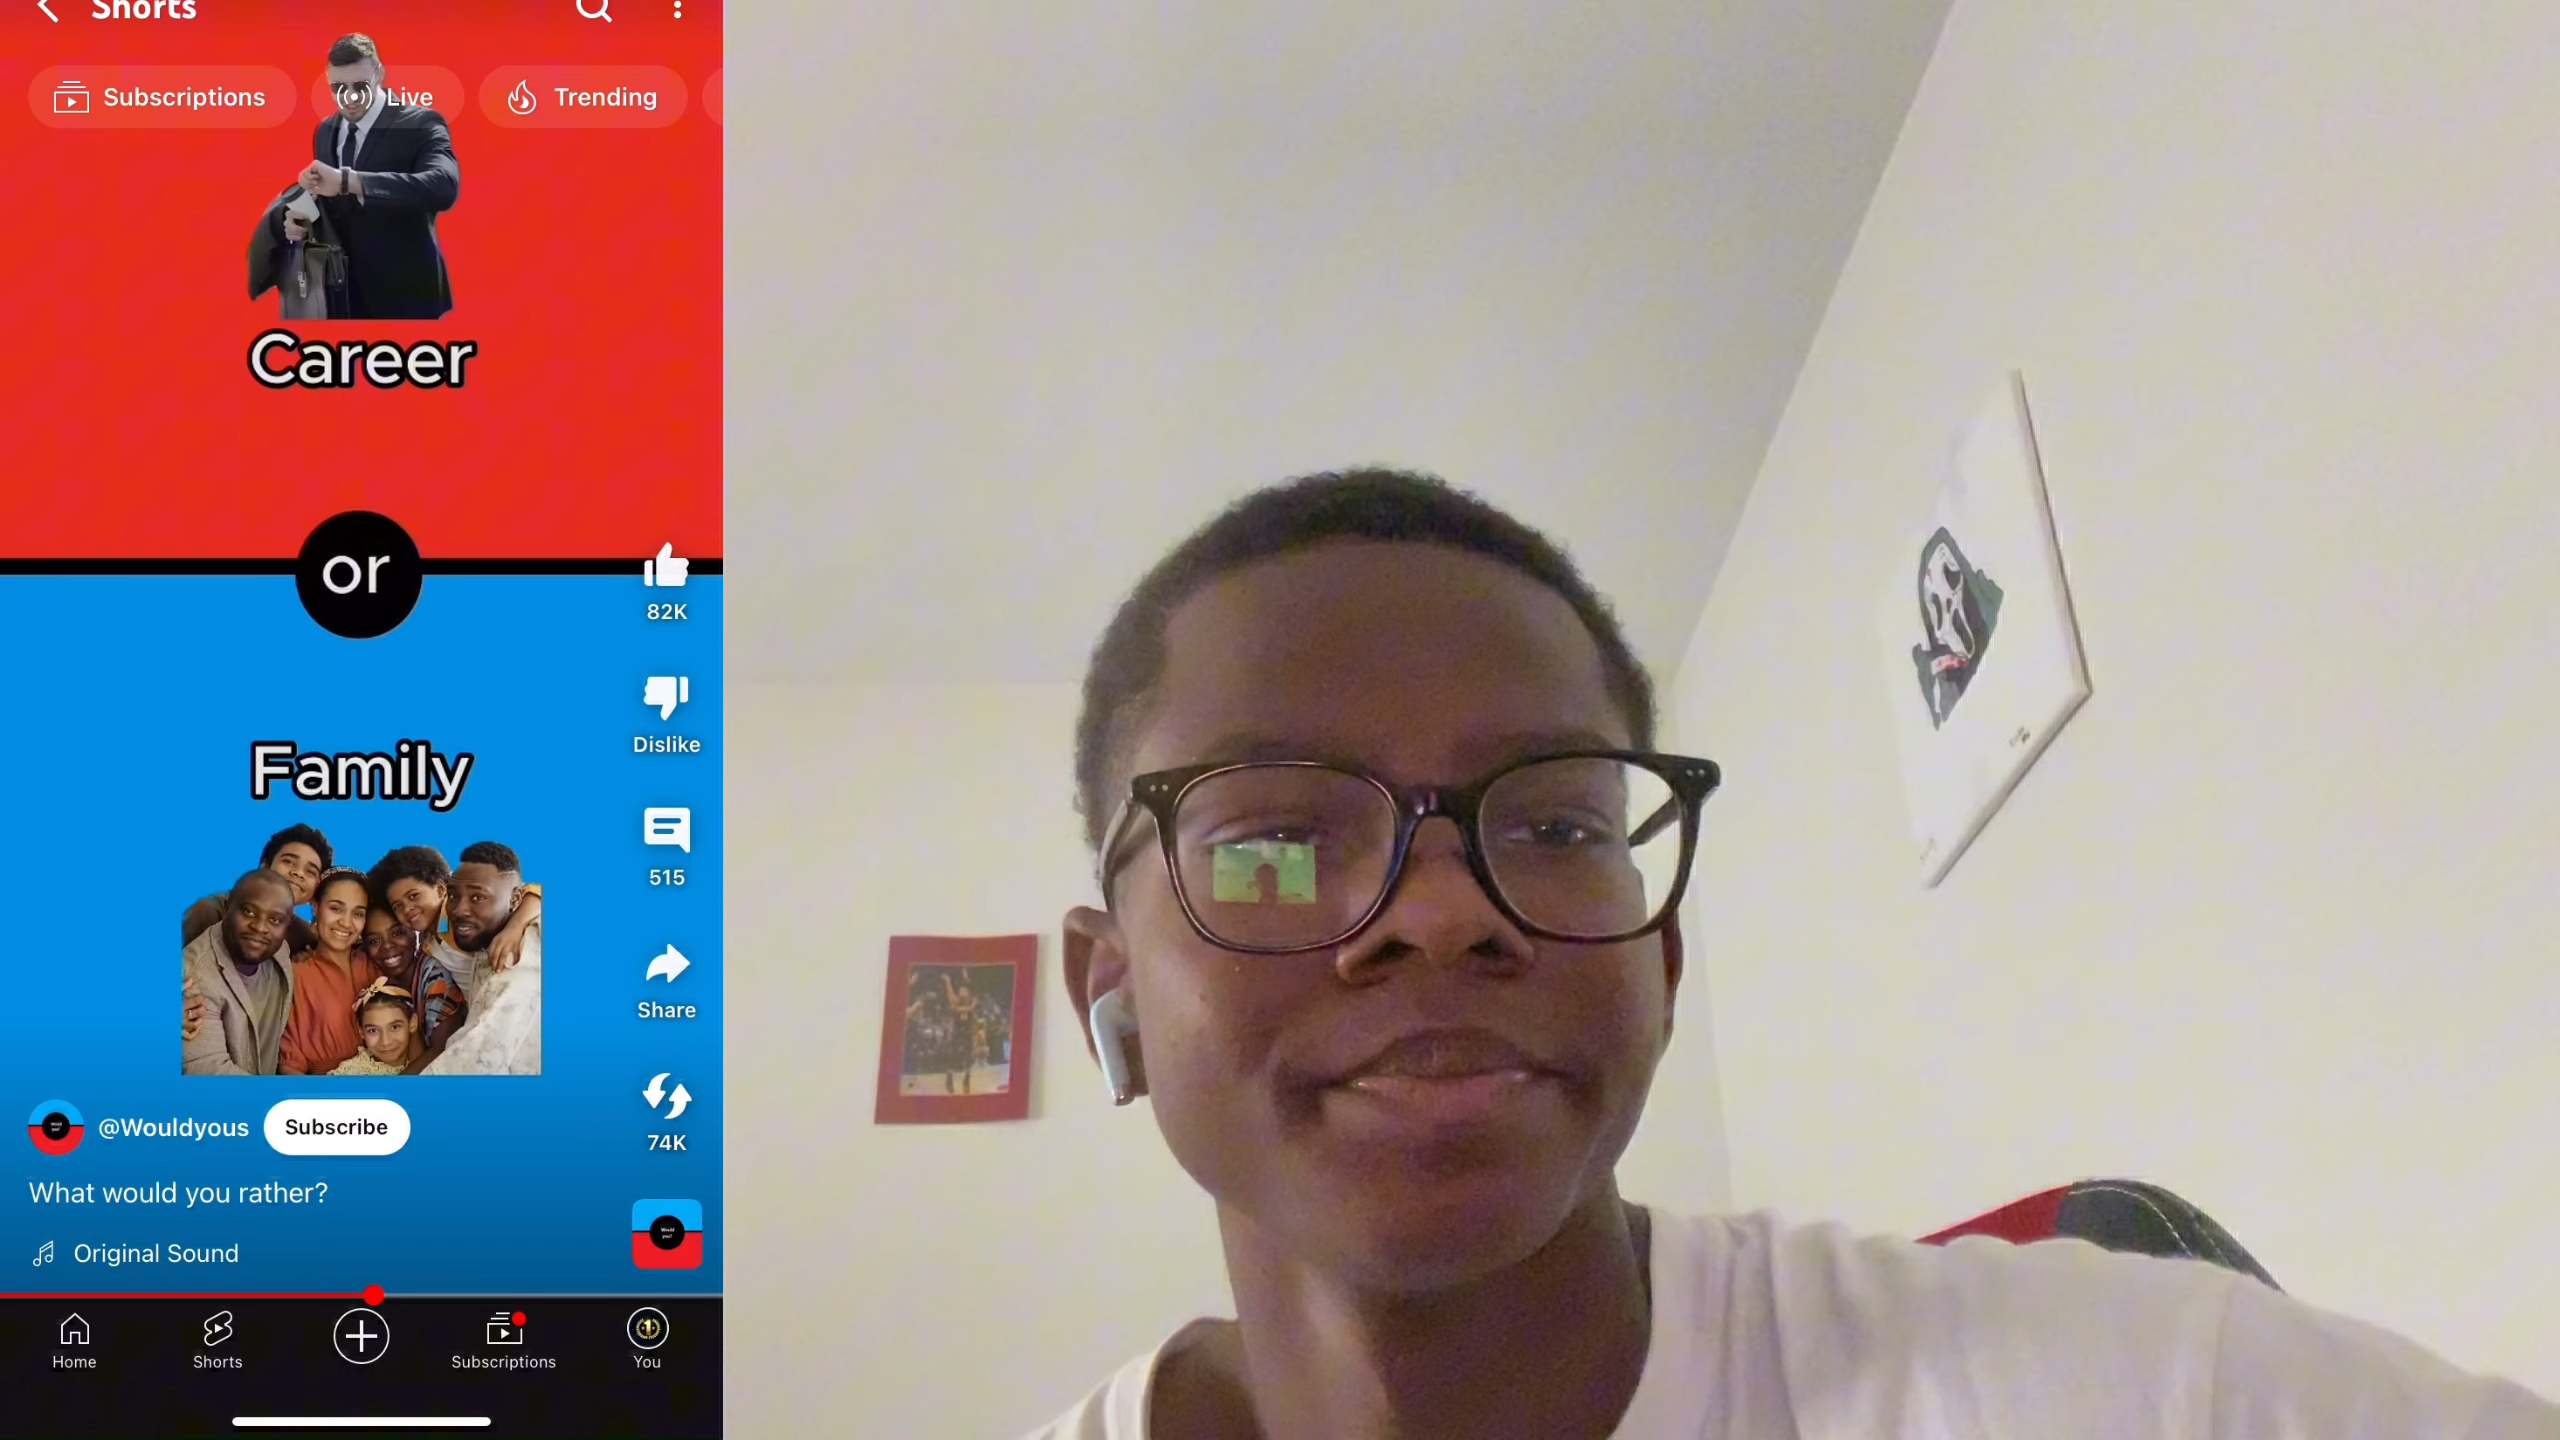 Shorts
Subscriptions
Live
Trending
Career
or
82K
Dislike
Family
515
Share
@Wouldyous
Subscribe
74K
What would you rather?
Original Sound
Home
Shorts
Subscriptions
You